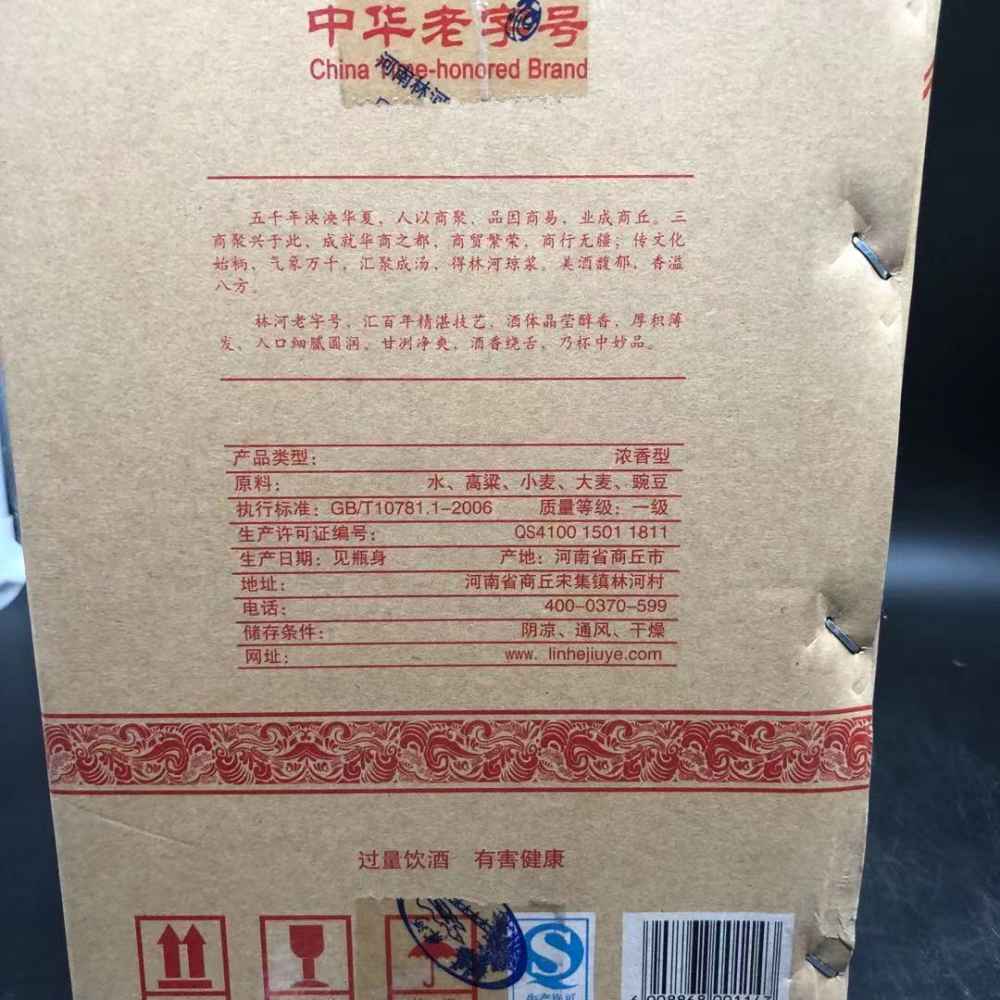 中华老字号
China Time-honored Brand
河南林河
五千年泱泱华夏，人以商聚，品因商易，业成商丘。三
商聚兴于此，成就华商之都，商贸繁荣，商行无疆；传文化
始柄、气象万千，汇聚成汤，得林河琼浆。美酒馥郁，香溢
八方。
林河老字号，汇百年精湛技艺，酒体晶莹醇香，厚积薄
发，入口细腻圆润，甘洌净爽，酒香绕舌，乃杯中妙品。
产品类型： 浓香型
原料： 水、高粱、小麦、大麦、豌豆
执行标准：GB/T10781.1-2006 质量等级：一级
生产许可证编号： QS4100 1501 1811
生产日期：见瓶身 产地：河南省商丘市
地址： 河南省商丘宋集镇林河村
电话： 400-0370-599
储存条件： 阴凉、通风、干燥
网址： www. linhejiuye.com
过量饮酒 有害健康
生产许可